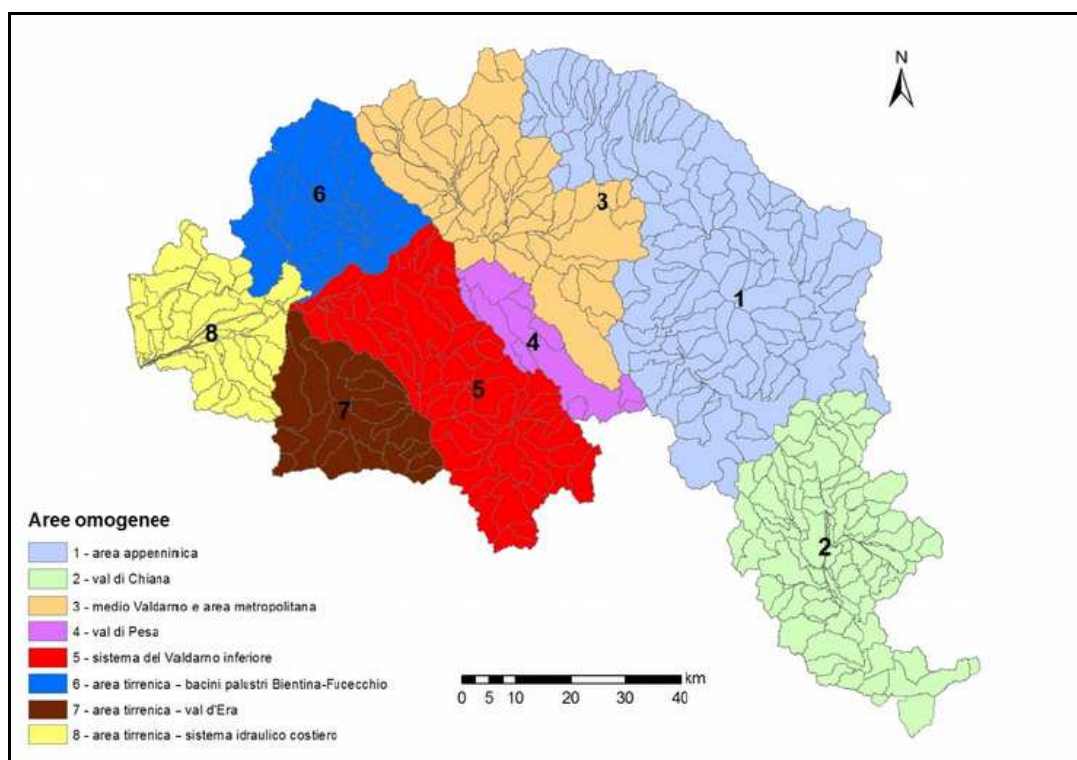 N
6
3
1
8
4
5
7
2
Aree omogenee
1 - area appenninica
2 - val di Chiana
3 - medio Valdarno e area metropolitana
4 - val di Pesa
5 - sistema del Valdarno inferiore
6 - area tirrenica - bacini palustri Bientina-Fucecchio
7 - area tirrenica - val d'Era
8 - area tirrenica - sistema idraulico costiero
km
0 5 10 20 30 40